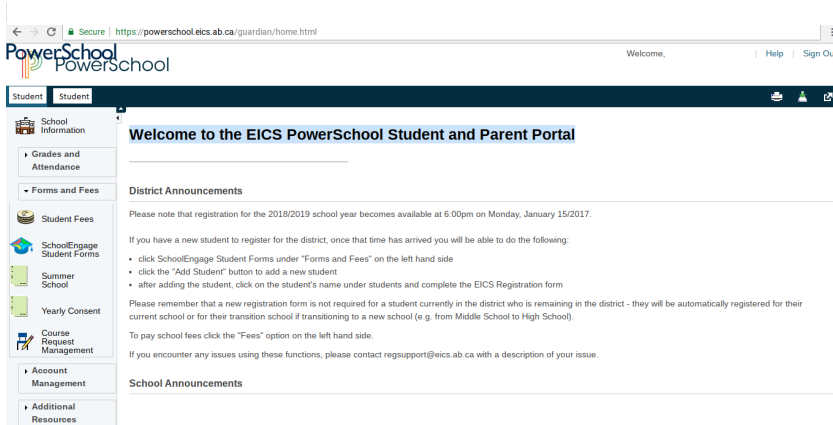 Secure | https://powerschool.eics.ab.ca/guardian/home.html
PowerSchool
PowerSchool
Welcome, | Help | Sign Ou
Student Student
School
Information
Grades and
Attendance
Forms and Fees
Student Fees
SchoolEngage
Student Forms
Summer
School
Yearly Consent
Course
Request
Management
Account
Management
Additional
Resources
Welcome to the EICS PowerSchool Student and Parent Portal
District Announcements
Please note that registration for the 2018/2019 school year becomes available at 6:00pm on Monday, January 15/2017.
If you have a new student to register for the district, once that time has arrived you will be able to do the following:
• click SchoolEngage Student Forms under "Forms and Fees" on the left hand side
• click the "Add Student" button to add a new student
• after adding the student, click on the student's name under students and complete the EICS Registration form
Please remember that a new registration form is not required for a student currently in the district who is remaining in the district - they will be automatically registered for their
current school or for their transition school if transitioning to a new school (e.g. from Middle School to High School).
To pay school fees click the "Fees" option on the left hand side.
If you encounter any issues using these functions, please contact regsupport@eics.ab.ca with a description of your issue.
School Announcements